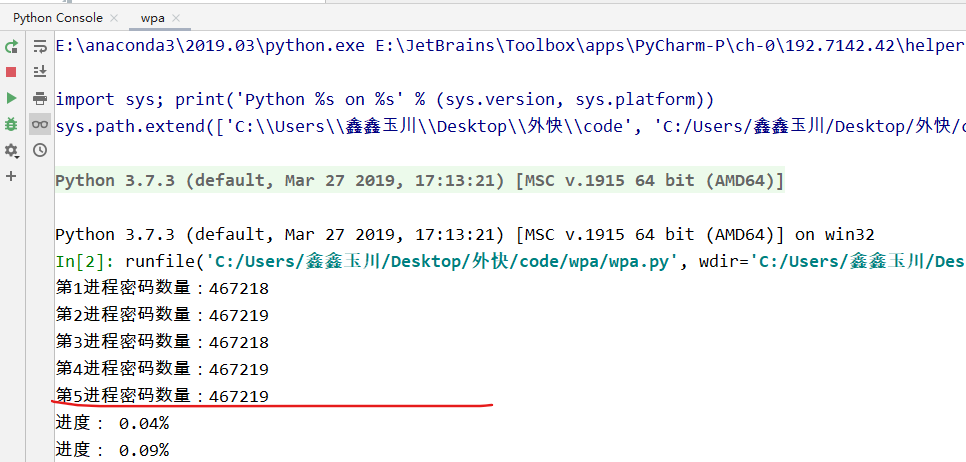 Python Console
wpa
E:\anaconda3\2019.03\python.exe E:\JetBrains\Toolbox\apps\PyCharm-P\ch-0\192.7142.42\helper
import sys; print('Python %s on %s' % (sys.version, sys.platform))
sys.path.extend(['C:\\Users\\鑫鑫玉川\\Desktop\\外快\\code', 'C:/Users/鑫鑫玉川/Desktop/外快/c
Python 3.7.3 (default, Mar 27 2019, 17:13:21) [MSC v.1915 64 bit (AMD64)]
Python 3.7.3 (default, Mar 27 2019, 17:13:21) [MSC v.1915 64 bit (AMD64)] on win32
In[2]: runfile('C:/Users/鑫鑫玉川/Desktop/外快/code/wpa/wpa.py', wdir='C:/Users/鑫鑫玉川/Des
第1进程密码数量：467218
第2进程密码数量：467219
第3进程密码数量：467218
第4进程密码数量：467219
第5进程密码数量：467219
进度： 0.04%
进度： 0.09%